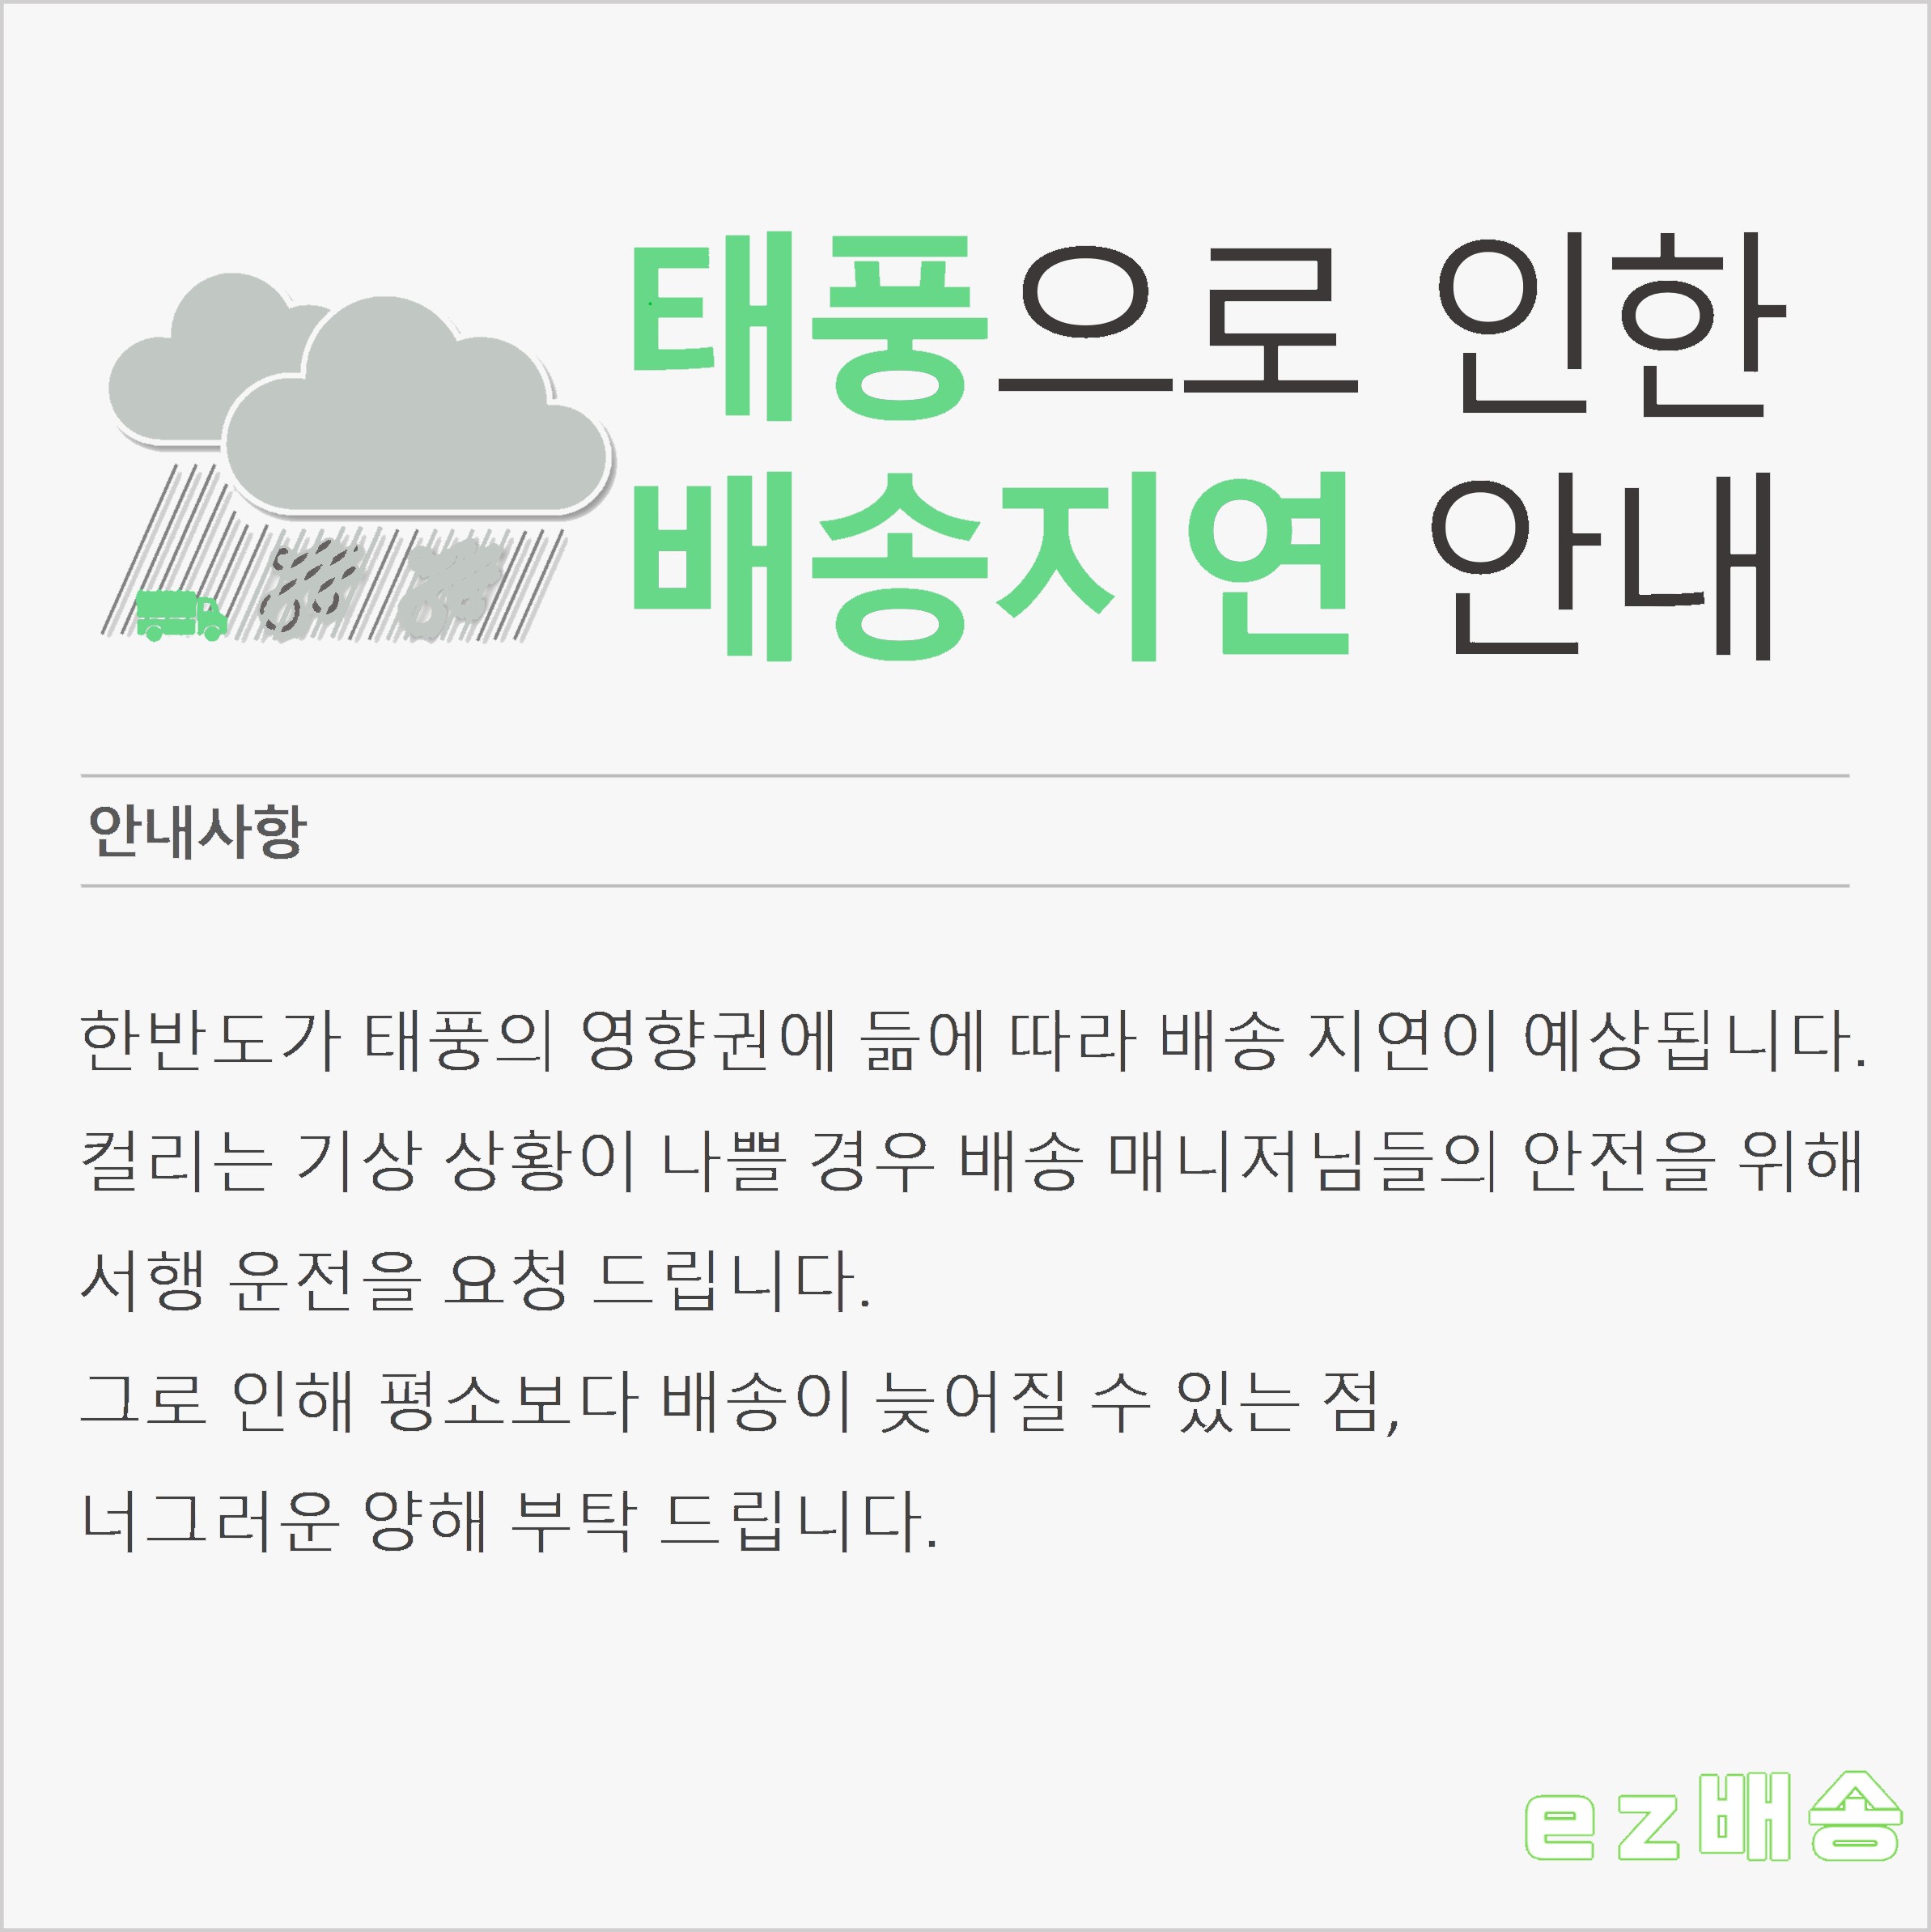 태풍으로 인한
배송지연 안내
안내사항
한반도가 태풍의 영향권에 듦에 따라 배송 지연이 예상됩니다.
컬리는 기상 상황이 나쁠 경우 배송 매니저님들의 안전을 위해
서행 운전을 요청 드립니다.
그로 인해 평소보다 배송이 늦어질 수 있는 점,
너그러운 양해 부탁 드립니다.
ez배송